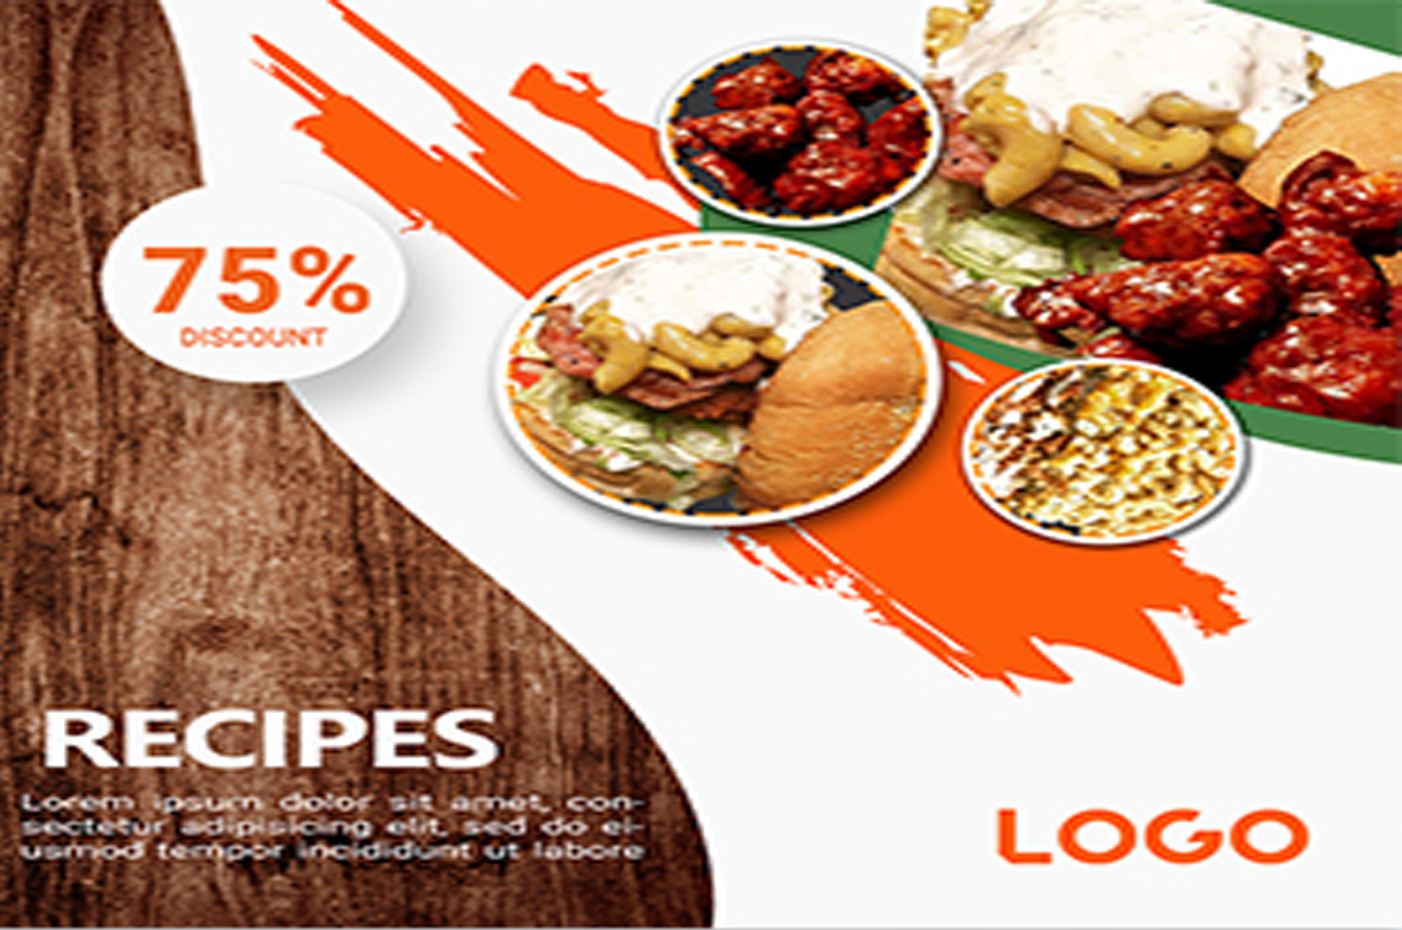 75%
DISCOUNT
RECIPES
Lorem ipsum dolor sit amet, con-
sectetur adipisicing elit, sed do ei-
usmod tempor incididunt ut labore
LOGO